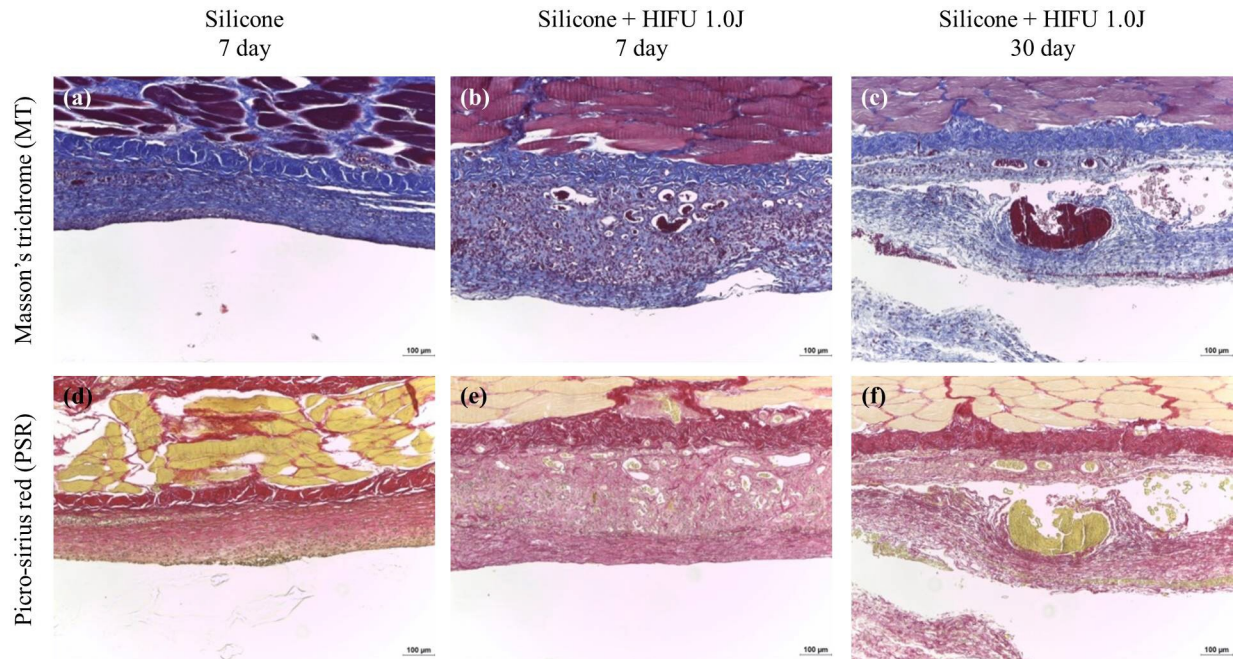 Silicone
7 day
Silicone + HIFU 1.0J
7 day
Silicone + HIFU 1.0J
30 day
Masson's trichrome (MT)
(a)
100 µm
(b)
100 µm
(c)
100 µm
Picro-sirius red (PSR)
(d)
100 µm
(e)
100 µm
(f)
100 µm